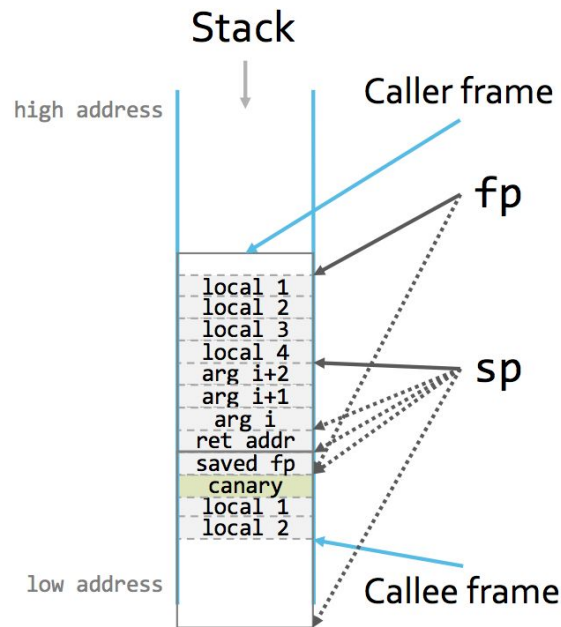 Stack
high address
Caller frame
fp
local 1
local 2
local 3
local 4
sp
arg i+2
arg i+1
arg i
ret addr
saved fp
canary
local 1
local 2
low address
Callee frame